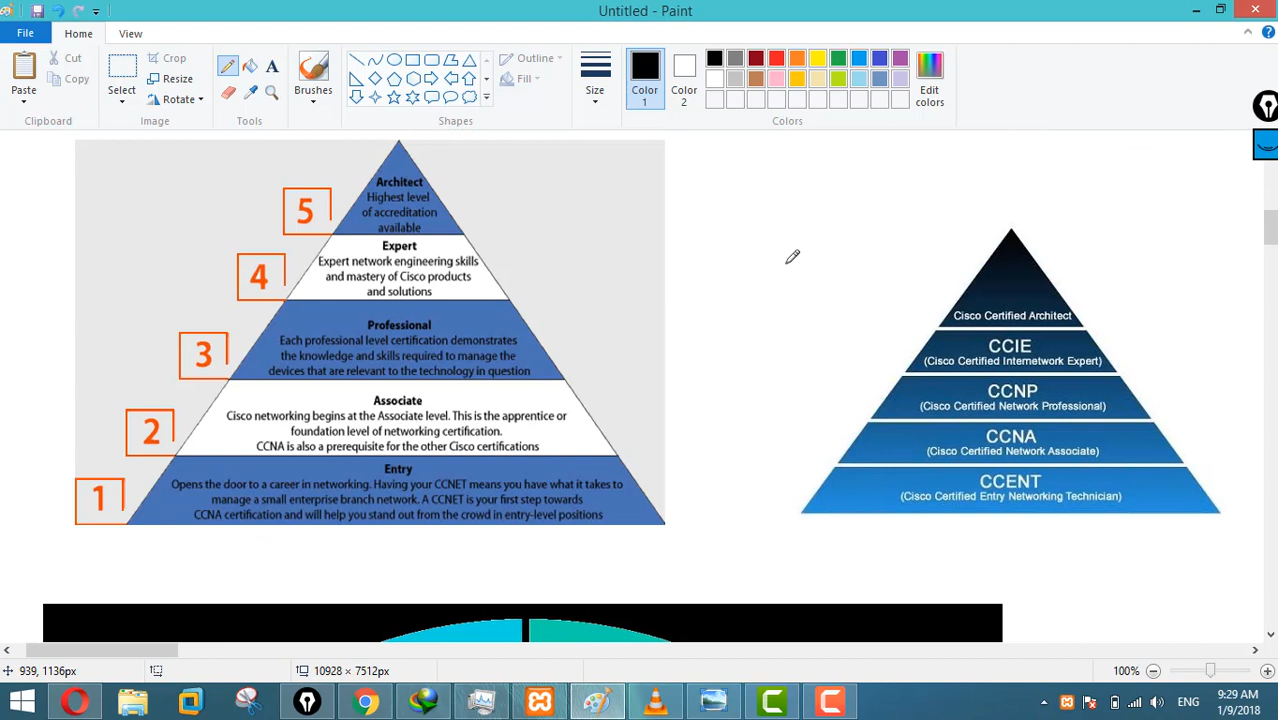 Untitled - Paint
File
Home
View
Paste
Cut
Copy
Clipboard
Select
Crop
Resize
Rotate
Image
A
Tools
Brushes
Shapes
Outline
Fill
Size
Color
1
Color
2
Edit
colors
Colors
5
Architect
Highest level
of accreditation
available
4
Expert
Expert network engineering skills
and mastery of Cisco products
and solutions
3
Professional
Each professional level certification demonstrates
the knowledge and skills required to manage the
devices that are relevant to the technology in question
2
Associate
Cisco networking begins at the Associate level. This is the apprentice or
foundation level of networking certification.
CCNA is also a prerequisite for the other Cisco certifications
1
Entry
Opens the door to a career in networking. Having your CCNET means you have what it takes to
manage a small enterprise branch network. A CCNET is your first step towards
CCNA certification and will help you stand out from the crowd in entry-level positions
Cisco Certified Architect
CCIE
(Cisco Certified Internetwork Expert)
CCNP
(Cisco Certified Network Professional)
CCNA
(Cisco Certified Network Associate)
CCENT
(Cisco Certified Entry Networking Technician)
939, 1136px
10928 × 7512px
100%
ENG
9:29 AM
1/9/2018